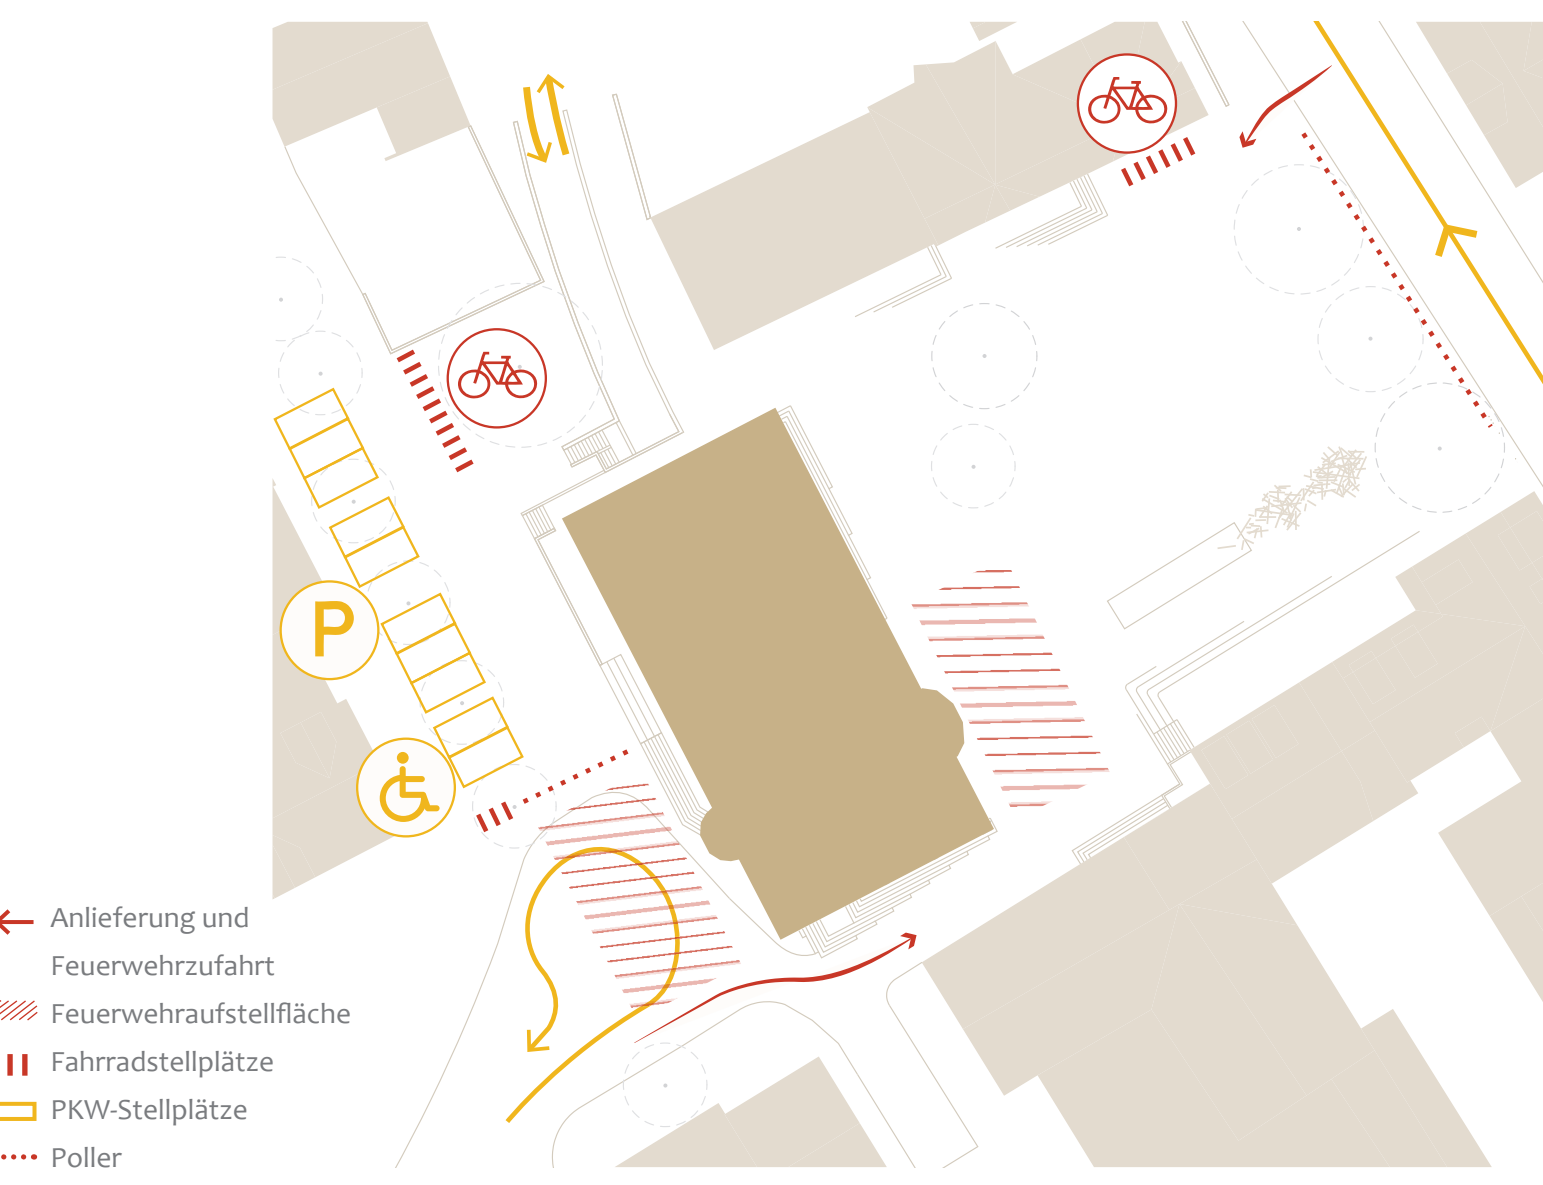 P
Anlieferung und
Feuerwehrzufahrt
Feuerwehraufstellfläche
Fahrradstellplätze
PKW-Stellplätze
Poller